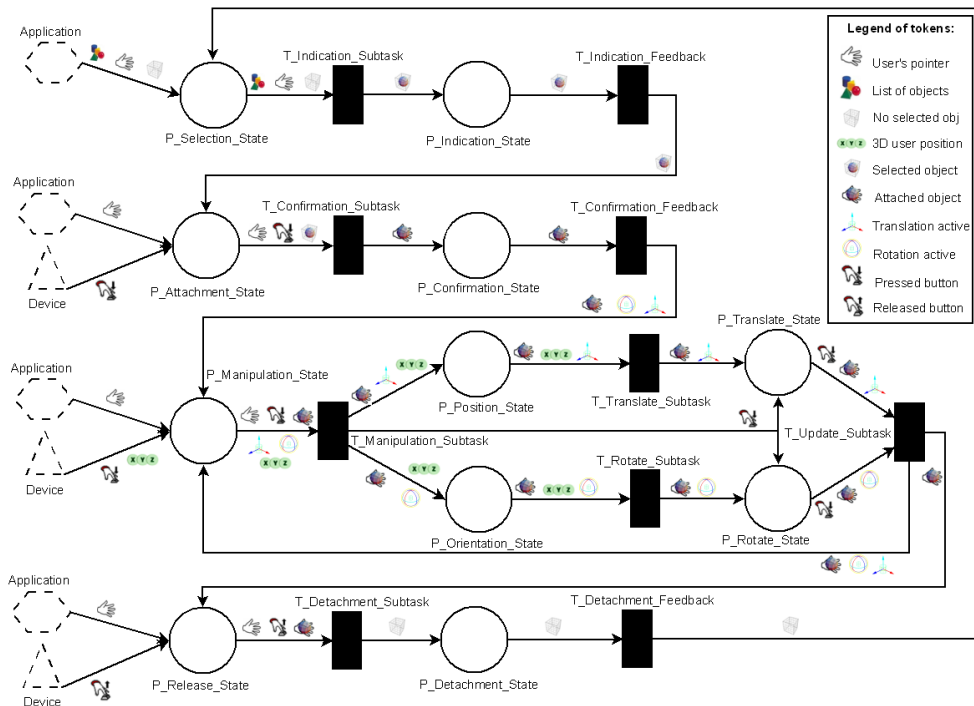 Application
T_Indication_Subtask
T_Indication_Feedback
P_Selection_State
P_Indication_State
Application
T_Confirmation_Subtask
T_Confirmation_Feedback
Device
P_Attachment_State
P_Confirmation_State
P_Translate_State
Application
P_Manipulation_State
X Y Z
P_Position_State
X Y Z
T_Translate_Subtask
T_Manipulation_Subtask
T_Update_Subtask
Device
X Y Z
X Y Z
X Y Z
T_Rotate_Subtask
X Y Z
P_Orientation_State
P_Rotate_State
Application
T_Detachment_Subtask
T_Detachment_Feedback
Device
P_Release_State
P_Detachment_State
Legend of tokens:
User's pointer
List of objects
No selected obj
X Y Z 3D user position
Selected object
Attached object
Translation active
Rotation active
Pressed button
Released button